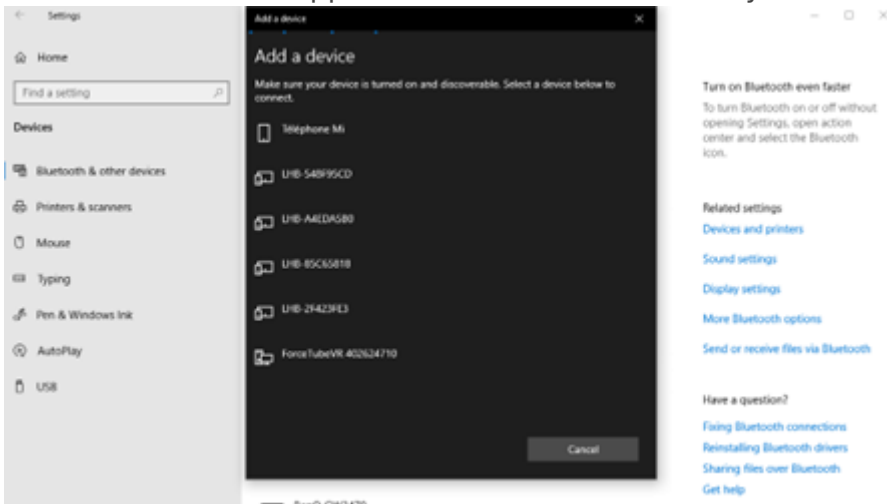 Settings
Home
Find a setting
Devices
Bluetooth & other devices
Printers & scanners
Mouse
Typing
Pen & Windows Ink
AutoPlay
USB
Add a device
Add a device
Make sure your device is turned on and discoverable. Select a device below to
connect.
Téléphone Mi
LHB-548F95CD
LHB-A4EDA5B0
LHB-85C65818
LHB-2F423FE3
ForceTubeVR 402624710
Cancel
Turn on Bluetooth even faster
To turn Bluetooth on or off without
opening Settings, open action
center and select the Bluetooth
icon.
Related settings
Devices and printers
Sound settings
Display settings
More Bluetooth options
Send or receive files via Bluetooth
Have a question?
Fixing Bluetooth connections
Reinstalling Bluetooth drivers
Sharing files over Bluetooth
Get help